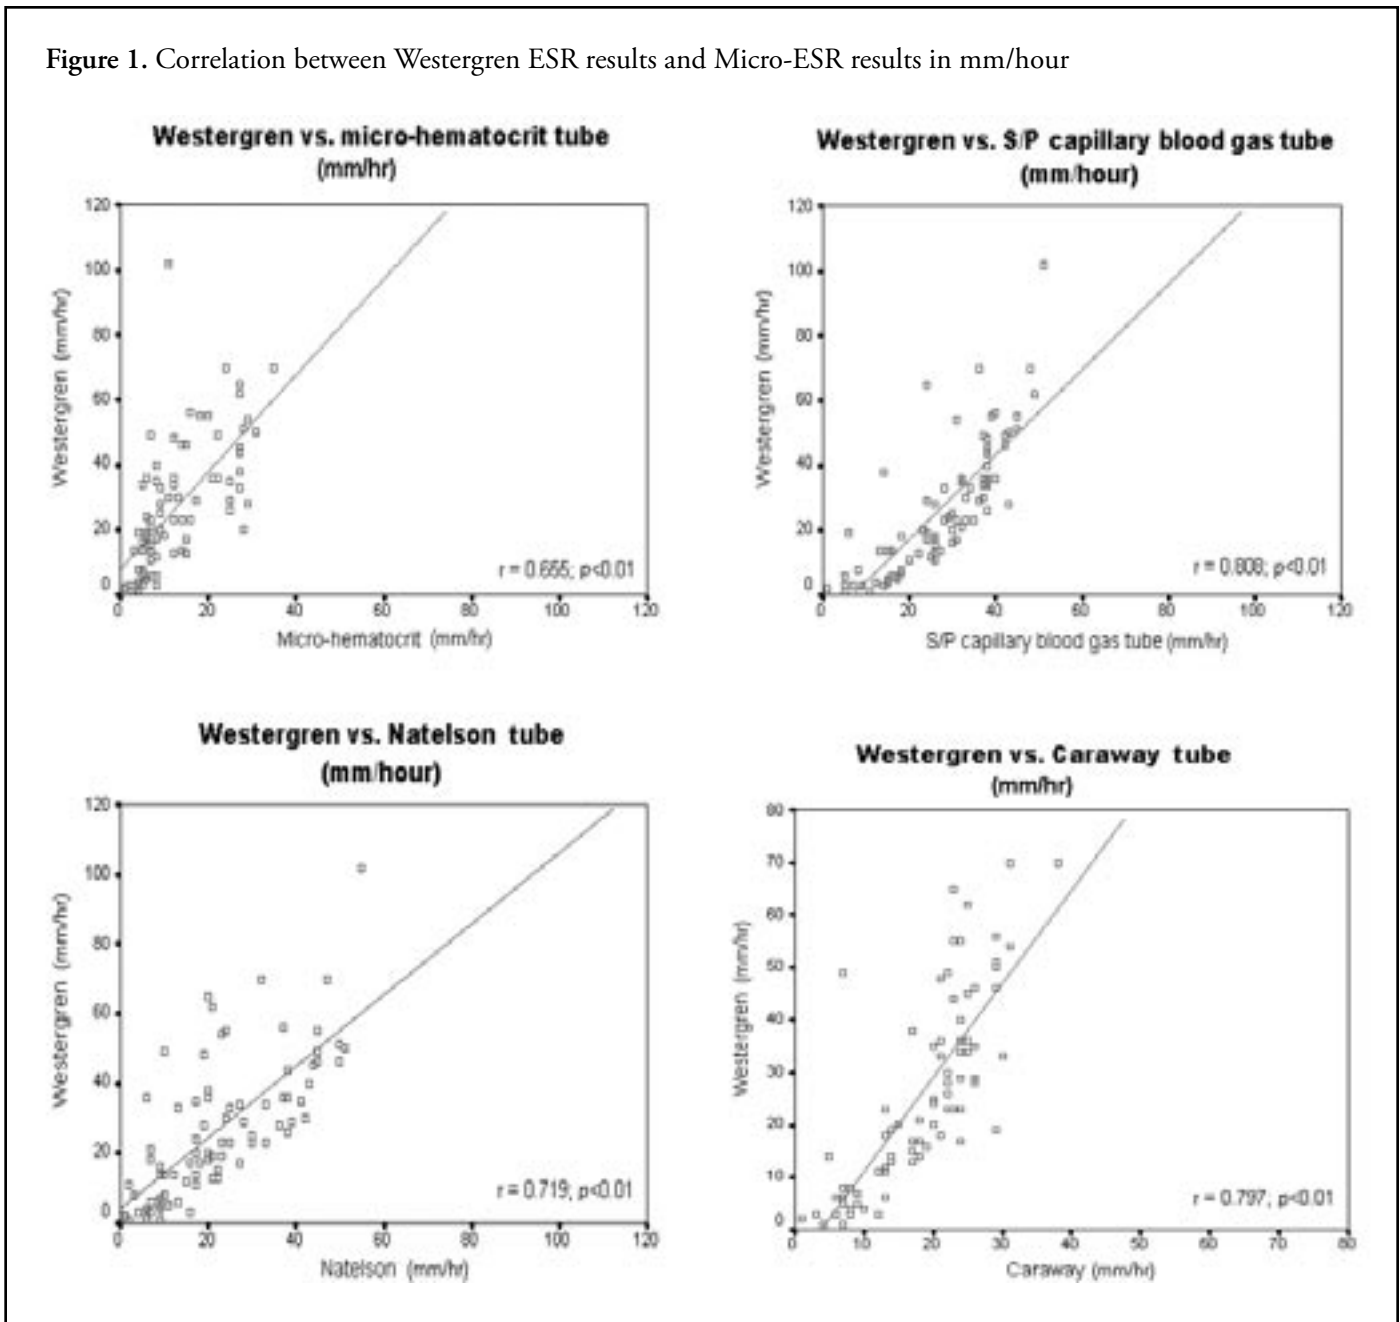 Figure 1. Correlation between Westergren ESR results and Micro-ESR results in mm/hour
Westergren vs. micro-hematocrit tube
(mm/hr)
120
100
80
60
40
20
0
Westergren (mm/hr)
r = 0.655; p<0.01
0 20 40 60 80 100 120
Micro-hematocrit (mm/hr)
Westergren vs. S/P capillary blood gas tube
(mm/hour)
120
100
80
60
40
20
0
Westergren (mm/hr)
r = 0.808; p<0.01
0 20 40 60 80 100 120
S/P capillary blood gas tube (mm/hr)
Westergren vs. Natelson tube
(mm/hour)
120
100
80
60
40
20
0
Westergren (mm/hr)
r = 0.719; p<0.01
0 20 40 60 80 100 120
Natelson (mm/hr)
Westergren vs. Caraway tube
(mm/hr)
80
70
60
50
40
30
20
10
0
Westergren (mm/hr)
r = 0.797; p<0.01
0 10 20 30 40 50 60 70 80
Caraway (mm/hr)